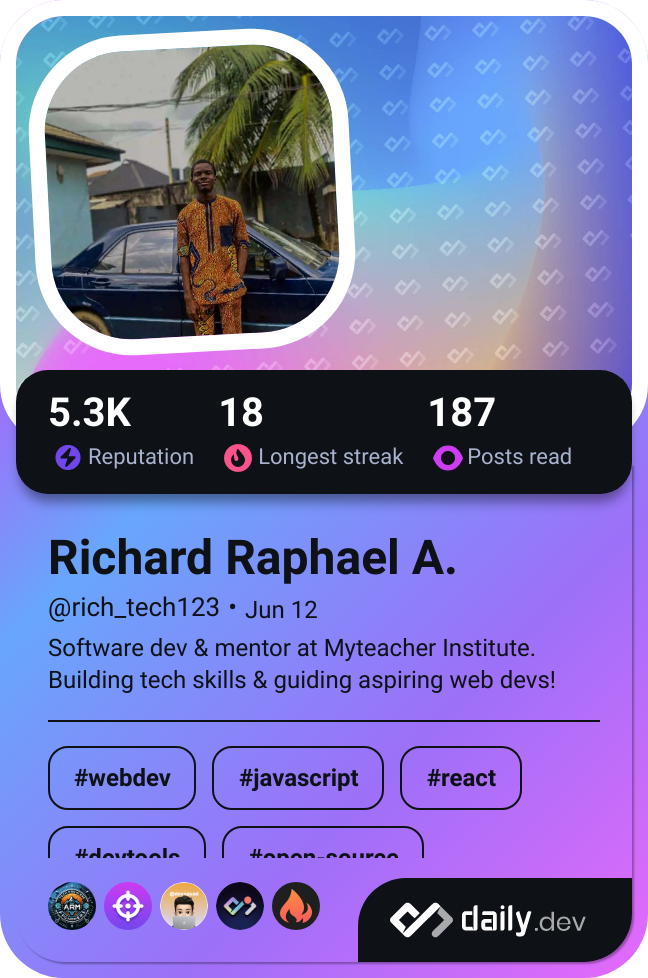 5.3K 18 187
Reputation Longest streak Posts read
Richard Raphael A.
@rich_tech123 • Jun 12
Software dev & mentor at Myteacher Institute.
Building tech skills & guiding aspiring web devs!
#webdev #javascript #react
#devtools #open-source
ARM
daily.dev